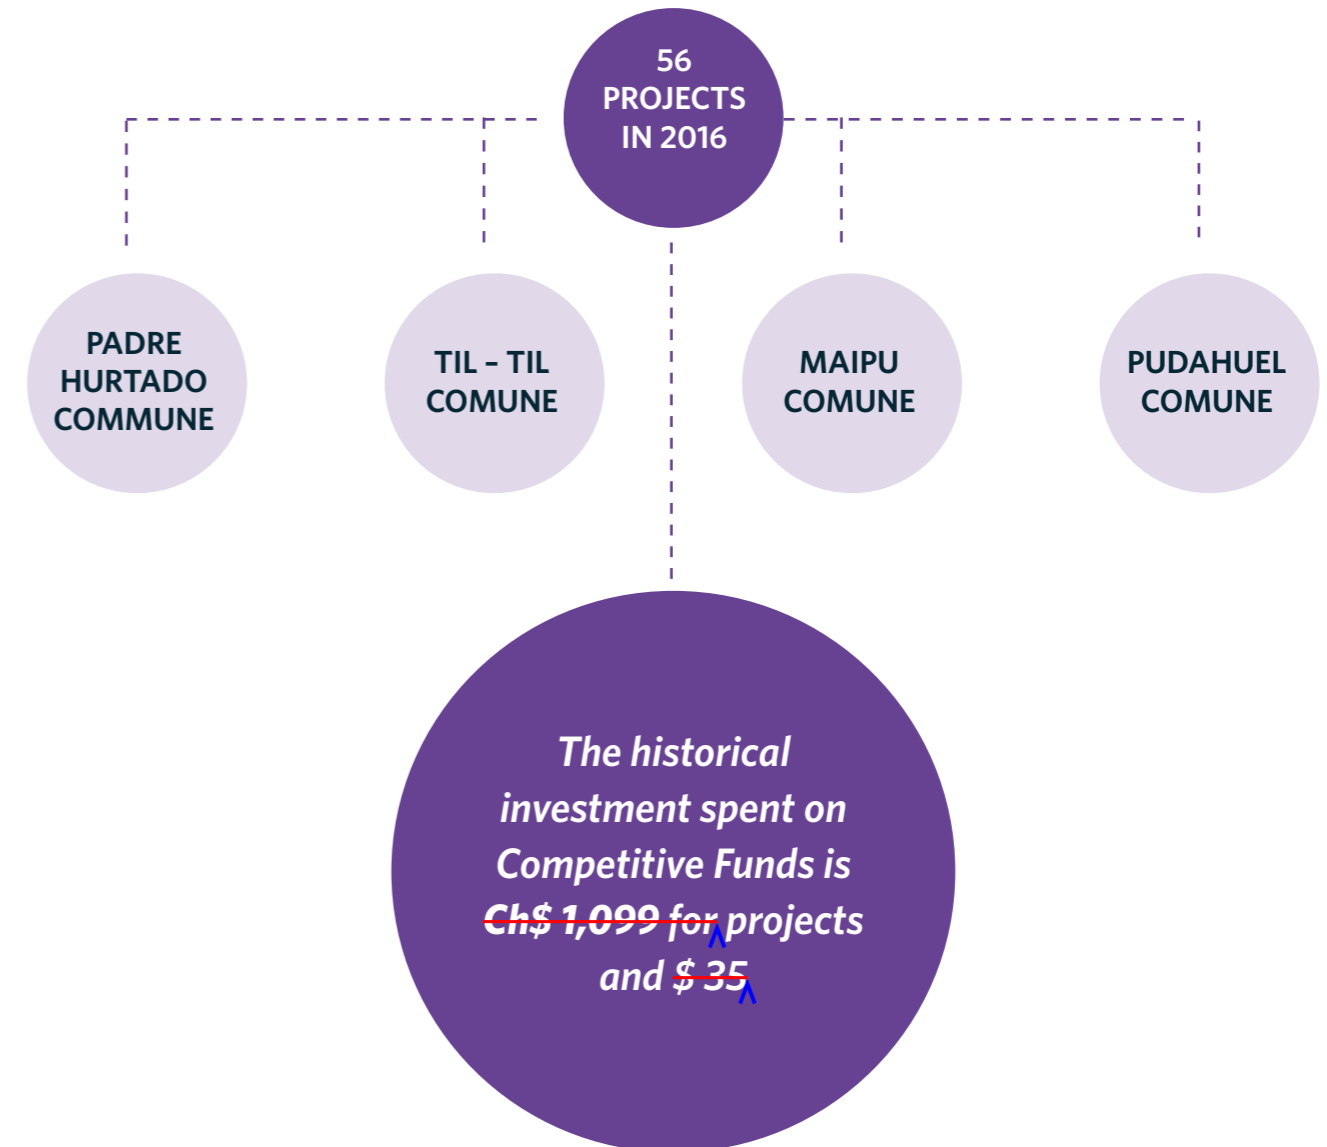 56
PROJECTS
IN 2016
PADRE
HURTADO
COMMUNE
TIL – TIL
COMUNE
MAIPU
COMUNE
PUDAHUEL
COMUNE
The historical
investment spent on
Competitive Funds is
Ch$ 1,099 for projects
and $ 35